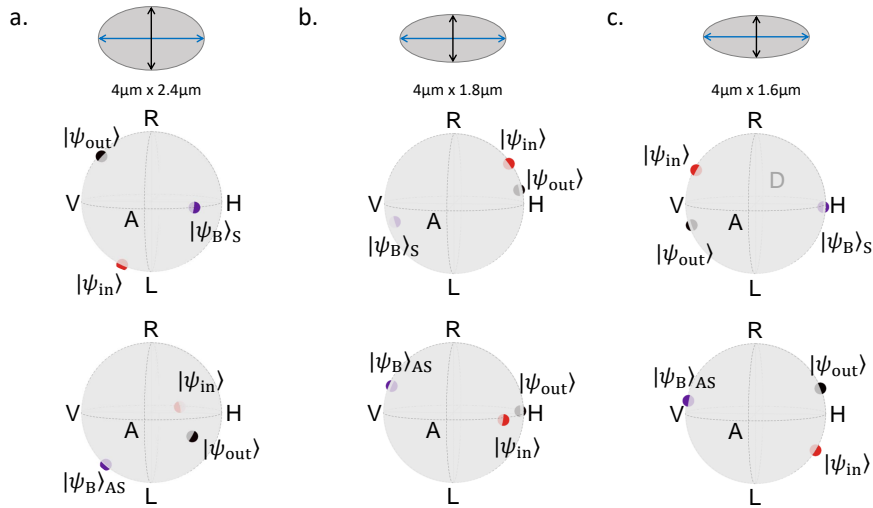 a.
b.
c.
4μm x 2.4μm
4μm x 1.8μm
4μm x 1.6μm
R
|ψout⟩
V
H
A
|ψB⟩S
|ψin⟩
L
R
|ψin⟩
|ψout⟩
V
H
A
|ψB⟩S
L
R
|ψin⟩
D
V
H
A
|ψout⟩
|ψB⟩S
L
R
|ψin⟩
V
H
A
|ψout⟩
|ψB⟩AS
L
R
|ψB⟩AS
|ψout⟩
V
H
A
|ψin⟩
L
R
|ψB⟩AS
|ψout⟩
V
H
A
|ψin⟩
L